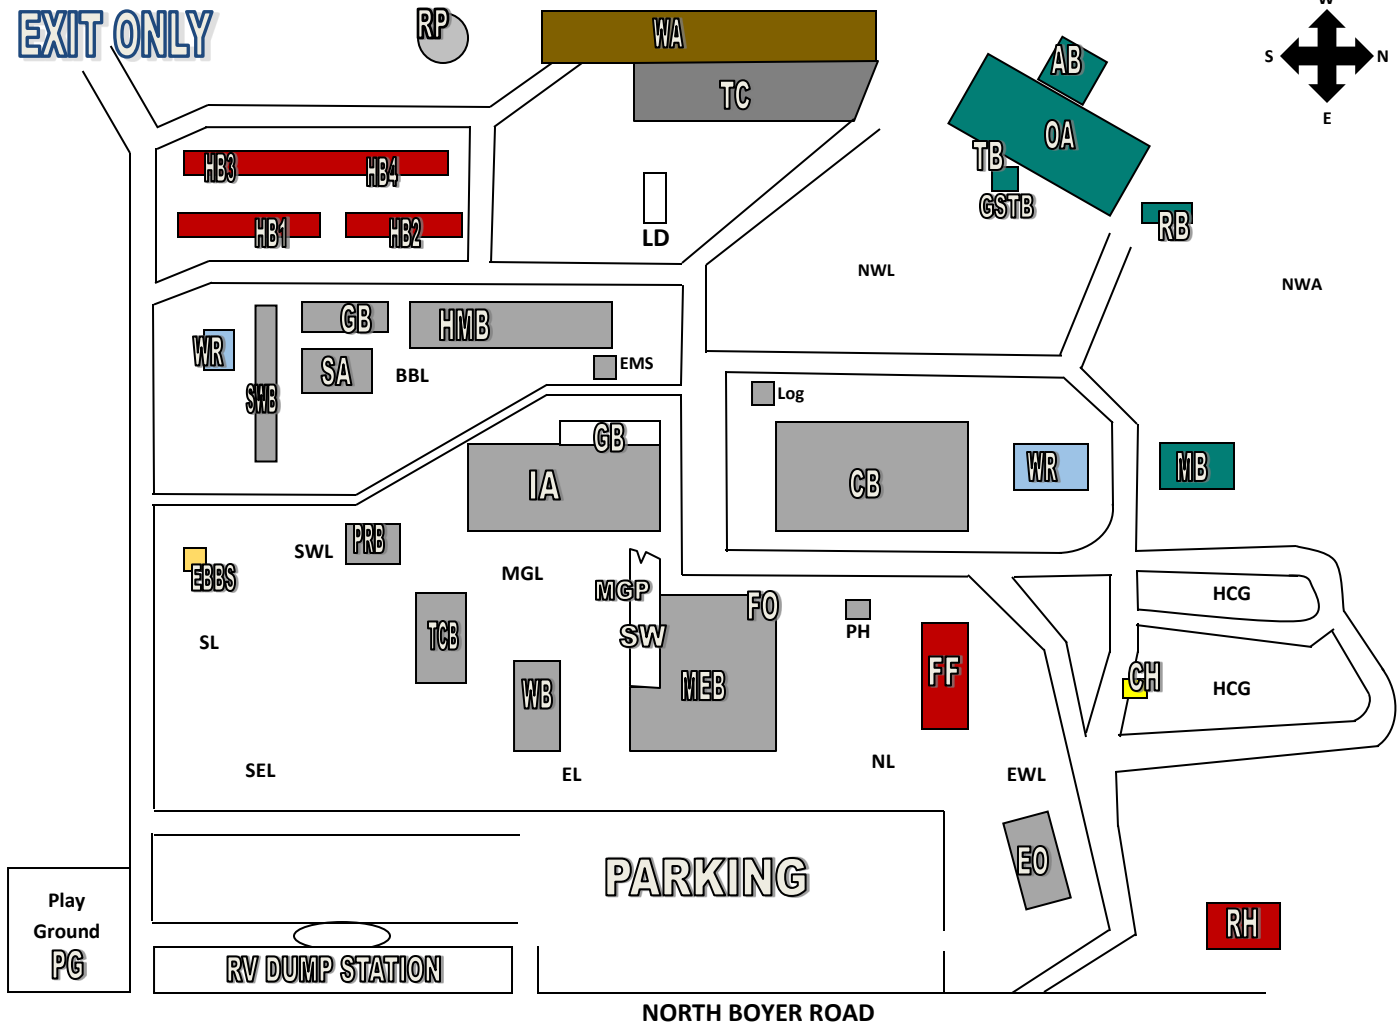 EXIT ONLY
RP
WA
W
S
N
E
TC
AB
OA
TB
GSTB
RB
HB3
HB4
HB1
HB2
LD
NWL
NWA
GB
HMB
WR
SA
BBL
EMS
SWB
Log
GB
IA
CB
WR
MB
PRB
SWL
EBBS
MGL
MGP
FO
HCG
SL
TCB
SW
PH
FF
CH
HCG
WB
MEB
SEL
EL
NL
EWL
EO
PARKING
Play
Ground
PG
RH
RV DUMP STATION
NORTH BOYER ROAD